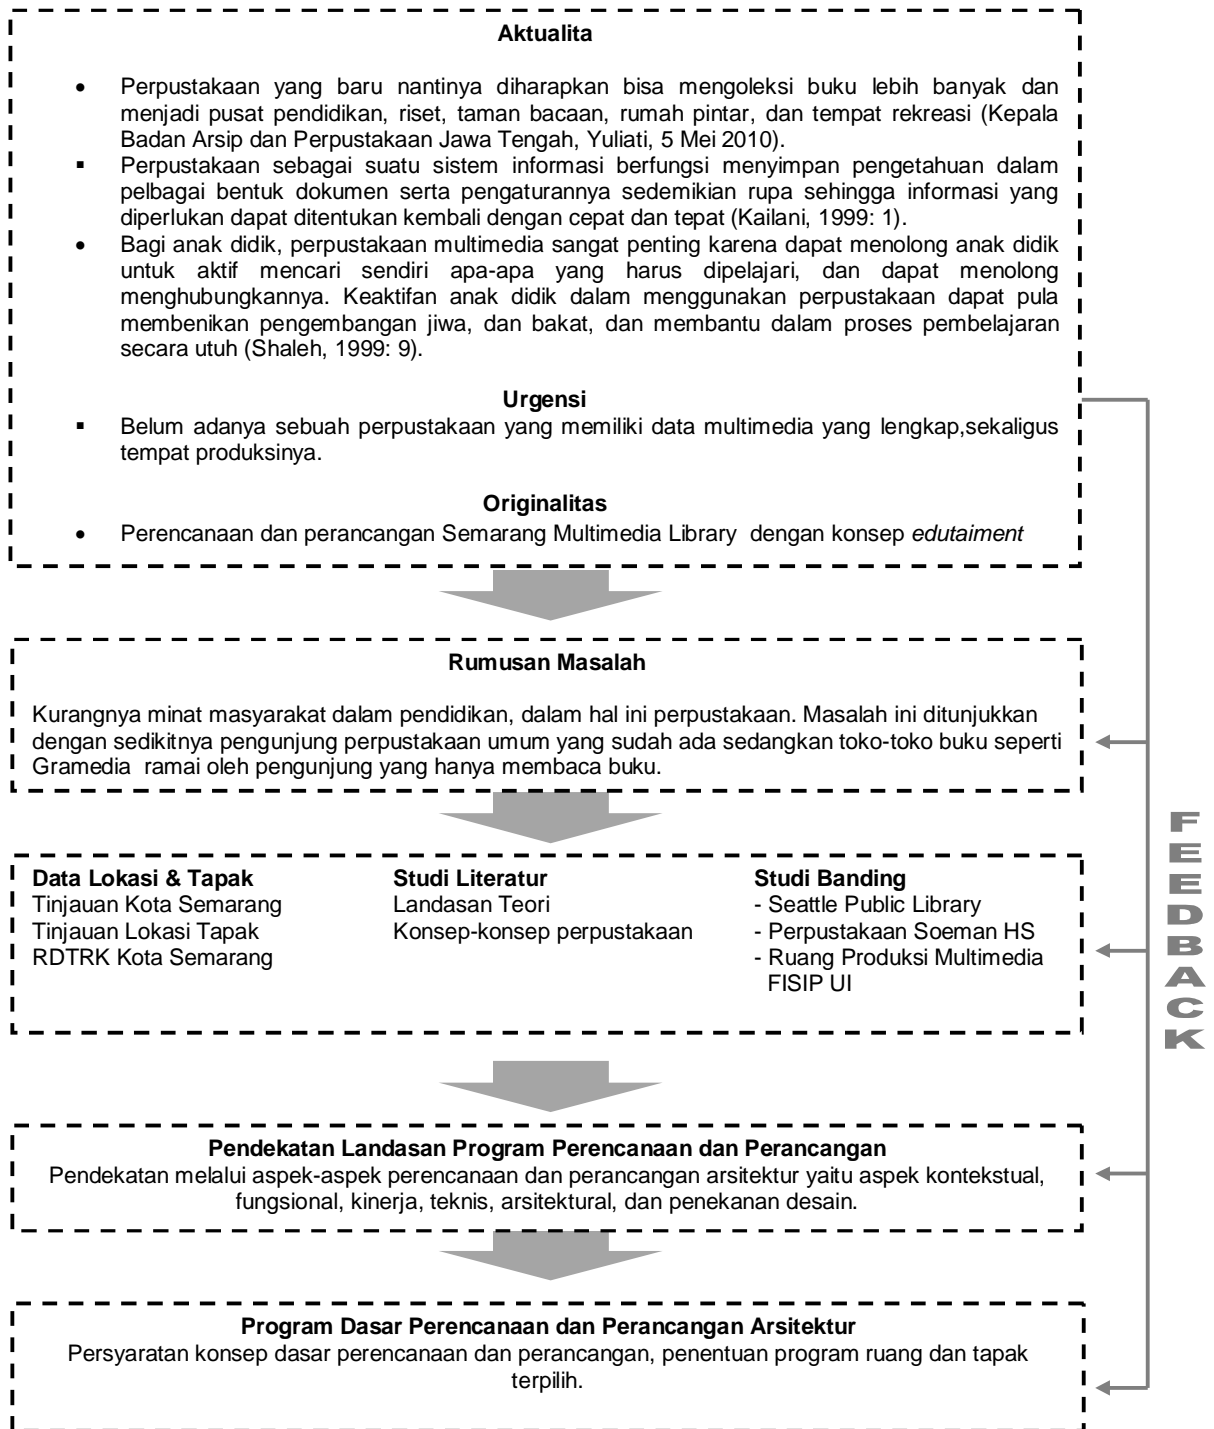 Aktualita
• Perpustakaan yang baru nantinya diharapkan bisa mengoleksi buku lebih banyak dan
menjadi pusat pendidikan, riset, taman bacaan, rumah pintar, dan tempat rekreasi (Kepala
Badan Arsip dan Perpustakaan Jawa Tengah, Yuliati, 5 Mei 2010).
▪ Perpustakaan sebagai suatu sistem informasi berfungsi menyimpan pengetahuan dalam
pelbagai bentuk dokumen serta pengaturannya sedemikian rupa sehingga informasi yang
diperlukan dapat ditentukan kembali dengan cepat dan tepat (Kailani, 1999: 1).
• Bagi anak didik, perpustakaan multimedia sangat penting karena dapat menolong anak didik
untuk aktif mencari sendiri apa-apa yang harus dipelajari, dan dapat menolong
menghubungkannya. Keaktifan anak didik dalam menggunakan perpustakaan dapat pula
membenikan pengembangan jiwa, dan bakat, dan membantu dalam proses pembelajaran
secara utuh (Shaleh, 1999: 9).
Urgensi
▪ Belum adanya sebuah perpustakaan yang memiliki data multimedia yang lengkap,sekaligus
tempat produksinya.
Originalitas
• Perencanaan dan perancangan Semarang Multimedia Library dengan konsep edutaiment
Rumusan Masalah
Kurangnya minat masyarakat dalam pendidikan, dalam hal ini perpustakaan. Masalah ini ditunjukkan
dengan sedikitnya pengunjung perpustakaan umum yang sudah ada sedangkan toko-toko buku seperti
Gramedia ramai oleh pengunjung yang hanya membaca buku.
Data Lokasi & Tapak
Tinjauan Kota Semarang
Tinjauan Lokasi Tapak
RDTRK Kota Semarang
Studi Literatur
Landasan Teori
Konsep-konsep perpustakaan
Studi Banding
- Seattle Public Library
- Perpustakaan Soeman HS
- Ruang Produksi Multimedia
FISIP UI
Pendekatan Landasan Program Perencanaan dan Perancangan
Pendekatan melalui aspek-aspek perencanaan dan perancangan arsitektur yaitu aspek kontekstual,
fungsional, kinerja, teknis, arsitektural, dan penekanan desain.
Program Dasar Perencanaan dan Perancangan Arsitektur
Persyaratan konsep dasar perencanaan dan perancangan, penentuan program ruang dan tapak
terpilih.
FEEDBACK